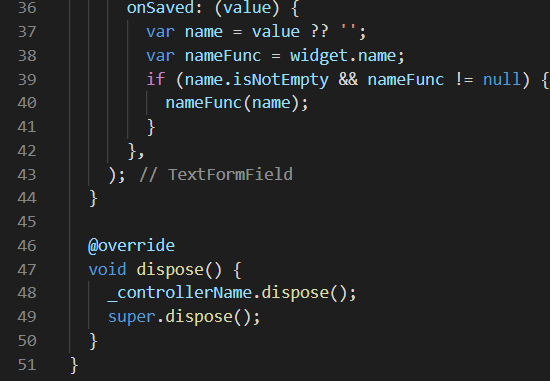 36 onSaved: (value) {
37 var name = value ?? '';
38 var nameFunc = widget.name;
39 if (name.isNotEmpty && nameFunc != null) {
40 nameFunc(name);
41 }
42 },
43 ); // TextFormField
44 }
45
46 @override
47 void dispose() {
48 _controllerName.dispose();
49 super.dispose();
50 }
51 }